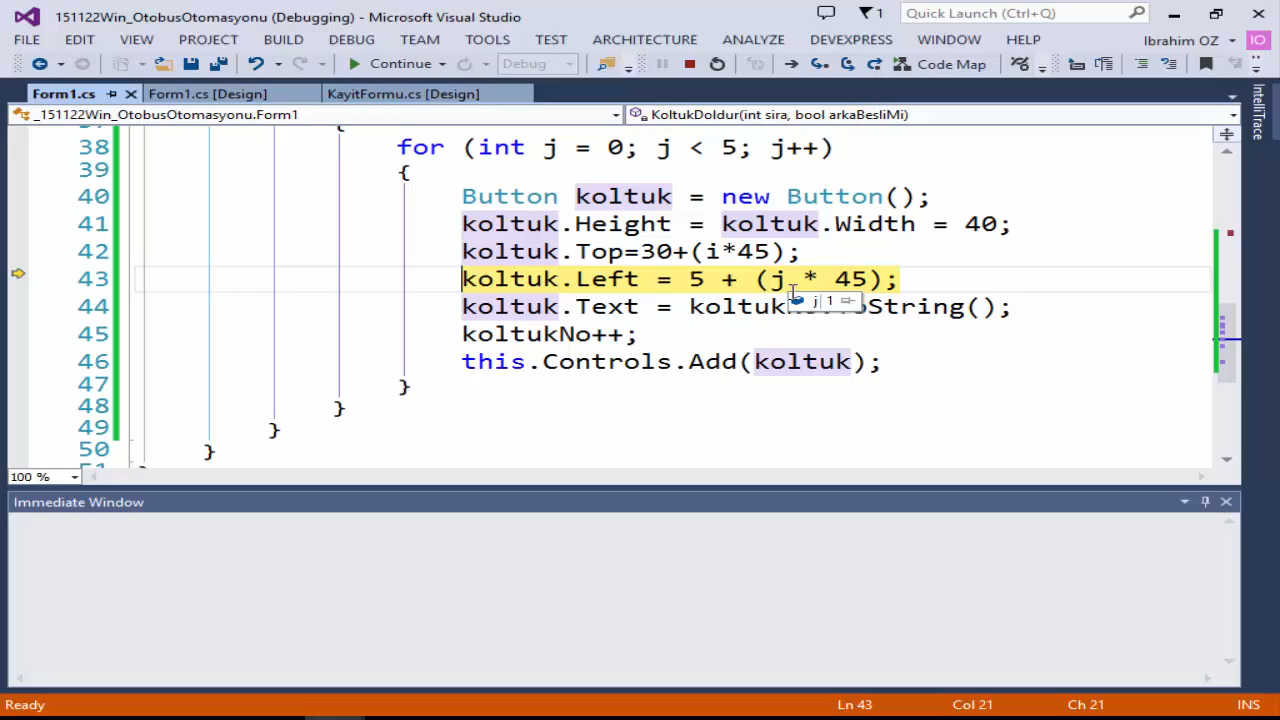 151122Win_OtobusOtomasyonu (Debugging) - Microsoft Visual Studio
1
Quick Launch (Ctrl+Q)
FILE EDIT VIEW PROJECT BUILD DEBUG TEAM TOOLS TEST ARCHITECTURE ANALYZE DEVEXPRESS WINDOW HELP Ibrahim OZ IO
Continue Debug Code Map
Form1.cs Form1.cs [Design] KayitFormu.cs [Design]
_151122Win_OtobusOtomasyonu.Form1 KoltukDoldur(int sira, bool arkaBesliMi)
{
38 for (int j = 0; j < 5; j++)
39 {
40 Button koltuk = new Button();
41 koltuk.Height = koltuk.Width = 40;
42 koltuk.Top=30+(i*45);
43 koltuk.Left = 5 + (j * 45);
j 1
44 koltuk.Text = koltuk String();
45 koltukNo++;
46 this.Controls.Add(koltuk);
47 }
48 }
49 }
50 }
100 %
Immediate Window
IntelliTrace
Ready Ln 43 Col 21 Ch 21 INS